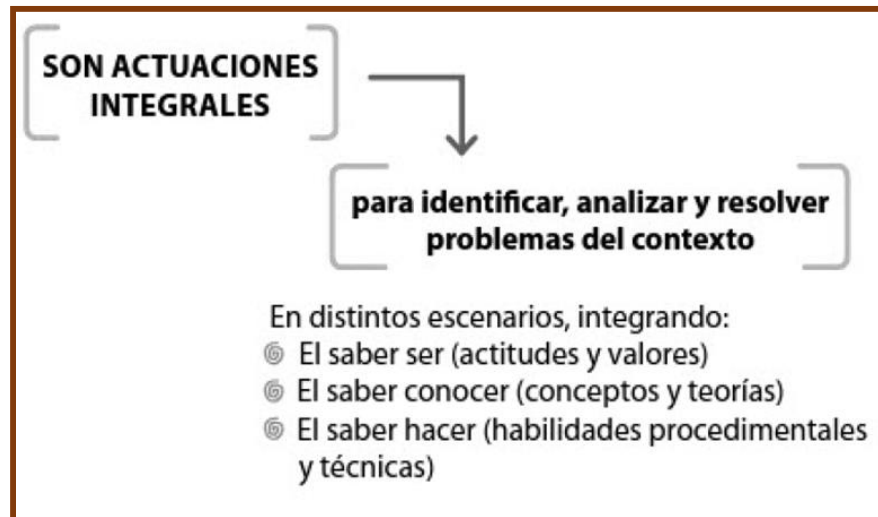 SON ACTUACIONES
INTEGRALES
para identificar, analizar y resolver
problemas del contexto
En distintos escenarios, integrando:
El saber ser (actitudes y valores)
El saber conocer (conceptos y teorías)
El saber hacer (habilidades procedimentales
y técnicas)